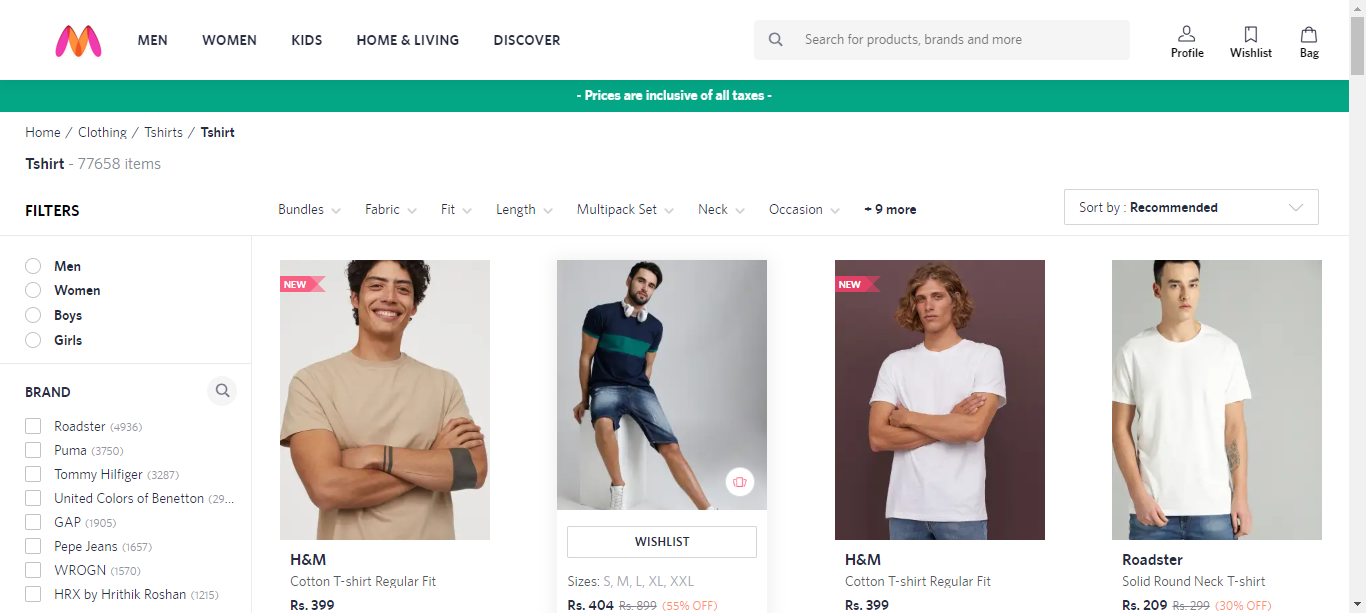 MEN WOMEN KIDS HOME & LIVING DISCOVER Search for products, brands and more Profile Wishlist Bag
- Prices are inclusive of all taxes -
Home / Clothing / Tshirts / Tshirt
Tshirt - 77658 items
FILTERS Bundles Fabric Fit Length Multipack Set Neck Occasion + 9 more Sort by : Recommended
Men
Women
Boys
Girls
BRAND
Roadster (4936)
Puma (3750)
Tommy Hilfiger (3287)
United Colors of Benetton (29...
GAP (1905)
Pepe Jeans (1657)
WROGN (1570)
HRX by Hrithik Roshan (1215)
NEW
H&M
Cotton T-shirt Regular Fit
Rs. 399
WISHLIST
Sizes: S, M, L, XL, XXL
Rs. 404 Rs. 899 (55% OFF)
NEW
H&M
Cotton T-shirt Regular Fit
Rs. 399
Roadster
Solid Round Neck T-shirt
Rs. 209 Rs. 299 (30% OFF)